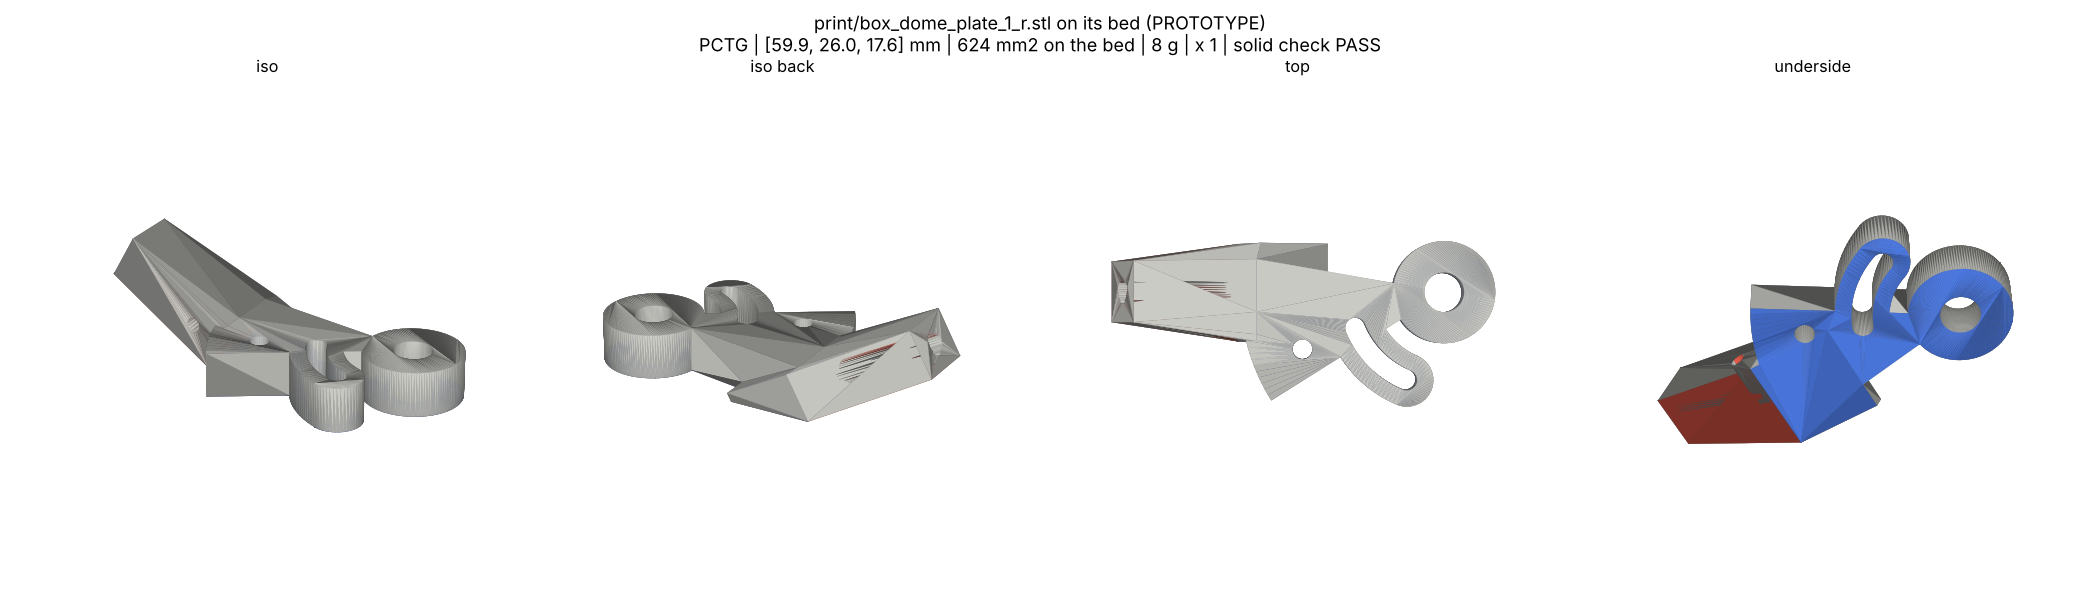 print/box_dome_plate_1_r.stl on its bed (PROTOTYPE)
PCTG | [59.9, 26.0, 17.6] mm | 624 mm2 on the bed | 8 g | x 1 | solid check PASS
iso
iso back
top
underside